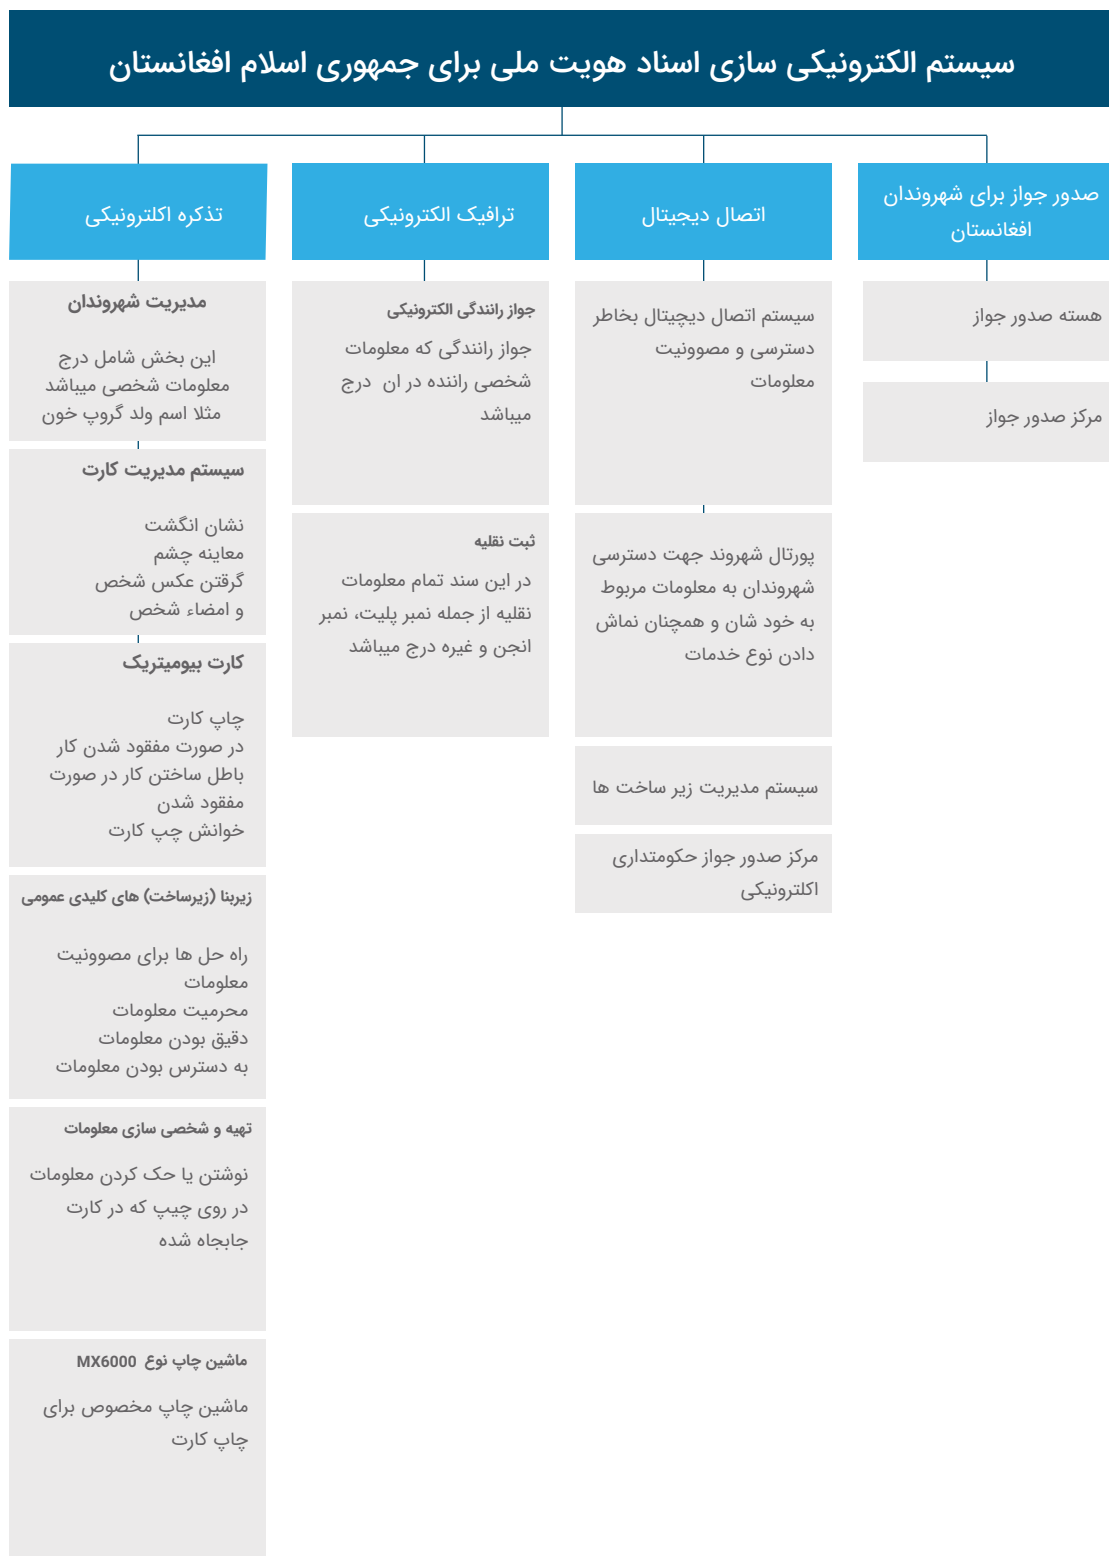 سیستم الکترونیکی سازی اسناد هویت ملی برای جمهوری اسلام افغانستان
صدور جواز برای شهروندان
افغانستان
هسته صدور جواز
مرکز صدور جواز
اتصال دیجیتال
سیستم اتصال دیچیتال بخاطر
دسترسی و مصوونیت
معلومات
پورتال شهروند جهت دسترسی
شهروندان به معلومات مربوط
به خود شان و همچنان نماش
دادن نوع خدمات
سیستم مدیریت زیر ساخت ها
مرکز صدور جواز حکومتداری
اکلترونیکی
ترافیک الکترونیکی
جواز رانندگی الکترونیکی
جواز رانندگی که معلومات
شخصی راننده در ان درج
میباشد
ثبت نقلیه
در این سند تمام معلومات
نقلیه از جمله نمبر پلیت، نمبر
انجن و غیره درج میباشد
تذکره اکلترونیکی
مدیریت شهروندان
این بخش شامل درج
معلومات شخصی میباشد
مثلا اسم ولد گروپ خون
سیستم مدیریت کارت
نشان انگشت
معاینه چشم
گرقتن عکس شخص
و امضاء شخص
کارت بیومیتریک
چاپ کارت
در صورت مفقود شدن کار
باطل ساختن کار در صورت
مفقود شدن
خوانش چپ کارت
زیربنا (زیرساخت) های کلیدی عمومی
راه حل ها برای مصوونیت
معلومات
محرمیت معلومات
دقیق بودن معلومات
به دسترس بودن معلومات
تهیه و شخصی سازی معلومات
نوشتن یا حک کردن معلومات
در روی چیپ که در کارت
جابجاه شده
ماشین چاپ نوع MX6000
ماشین چاپ مخصوص برای
چاپ کارت